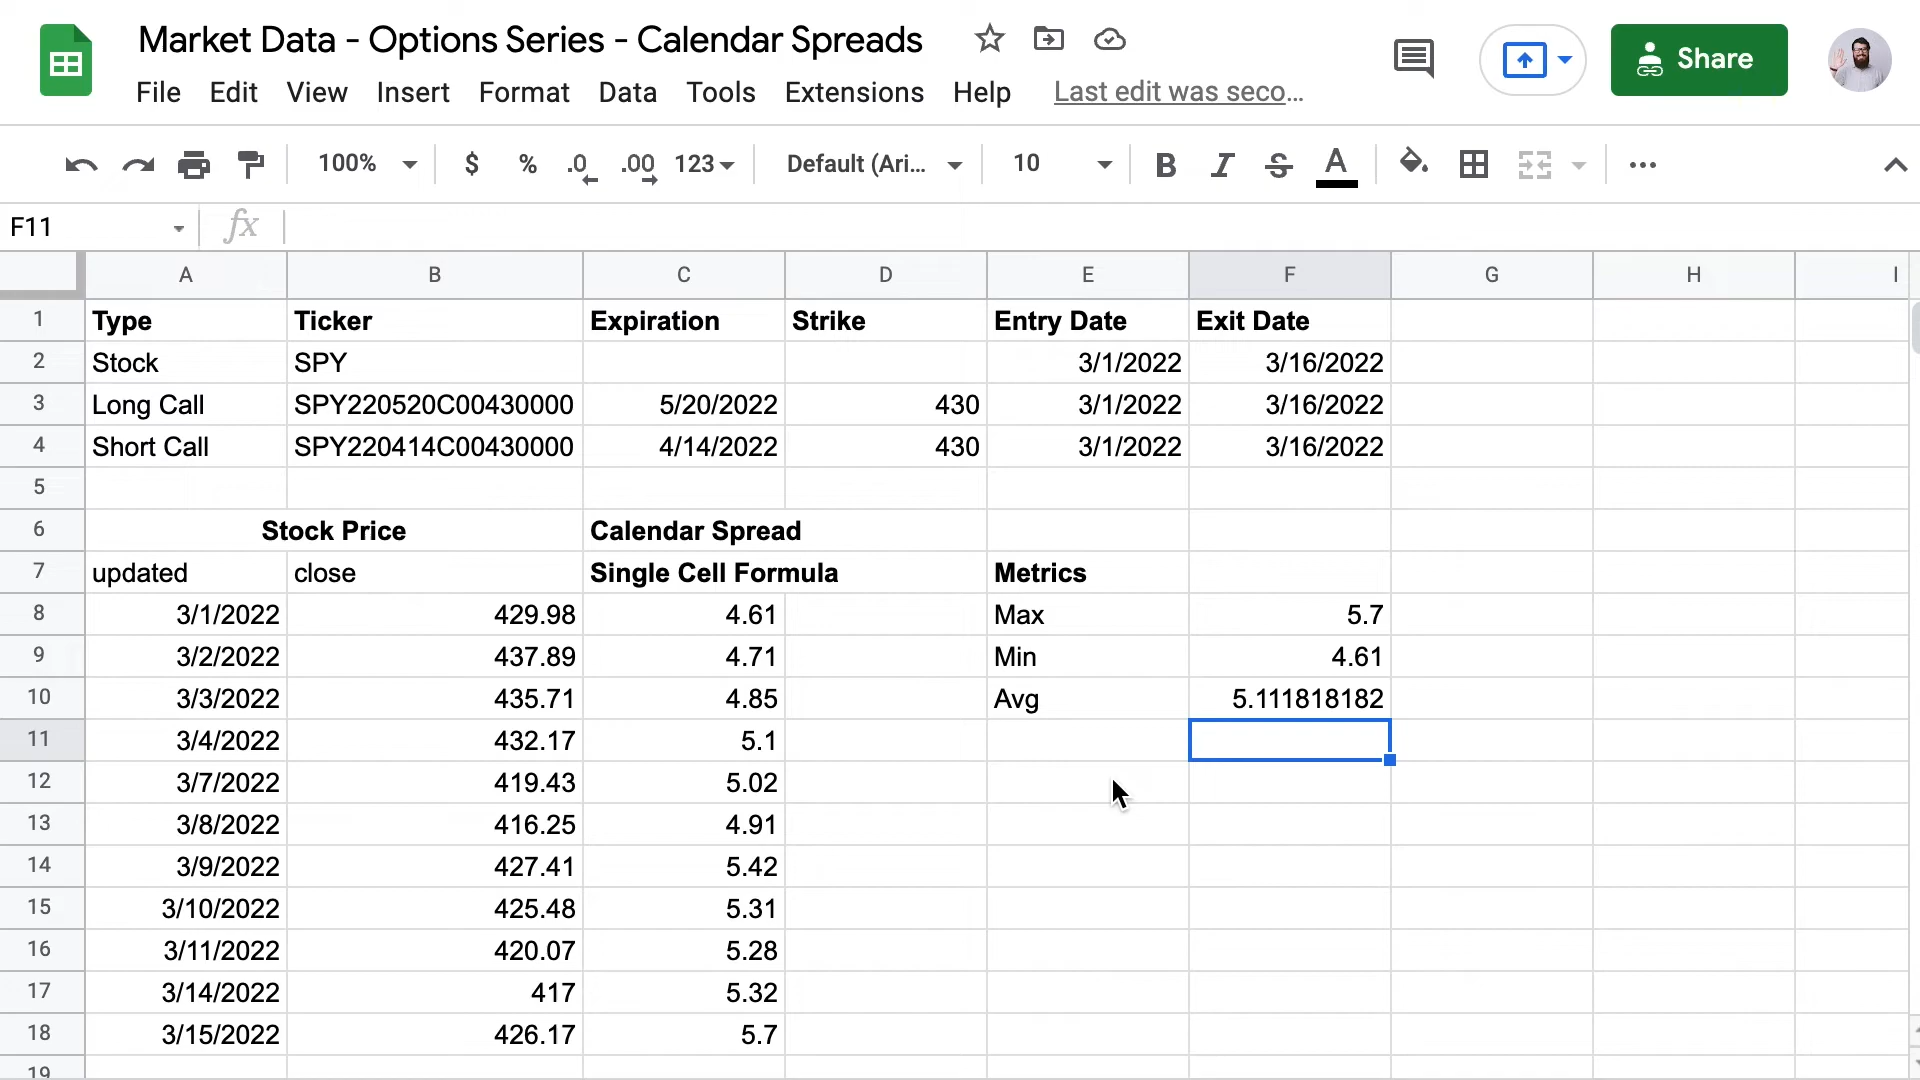 Market Data - Options Series - Calendar Spreads
Share
File Edit View Insert Format Data Tools Extensions Help Last edit was seco...
100% $ % .0 .00 123 Default (Ari... 10 B I S A
F11 fx
A B C D E F G H I
1 Type Ticker Expiration Strike Entry Date Exit Date
2 Stock SPY 3/1/2022 3/16/2022
3 Long Call SPY220520C00430000 5/20/2022 430 3/1/2022 3/16/2022
4 Short Call SPY220414C00430000 4/14/2022 430 3/1/2022 3/16/2022
5
6 Stock Price Calendar Spread
7 updated close Single Cell Formula Metrics
8 3/1/2022 429.98 4.61 Max 5.7
9 3/2/2022 437.89 4.71 Min 4.61
10 3/3/2022 435.71 4.85 Avg 5.111818182
11 3/4/2022 432.17 5.1
12 3/7/2022 419.43 5.02
13 3/8/2022 416.25 4.91
14 3/9/2022 427.41 5.42
15 3/10/2022 425.48 5.31
16 3/11/2022 420.07 5.28
17 3/14/2022 417 5.32
18 3/15/2022 426.17 5.7
19